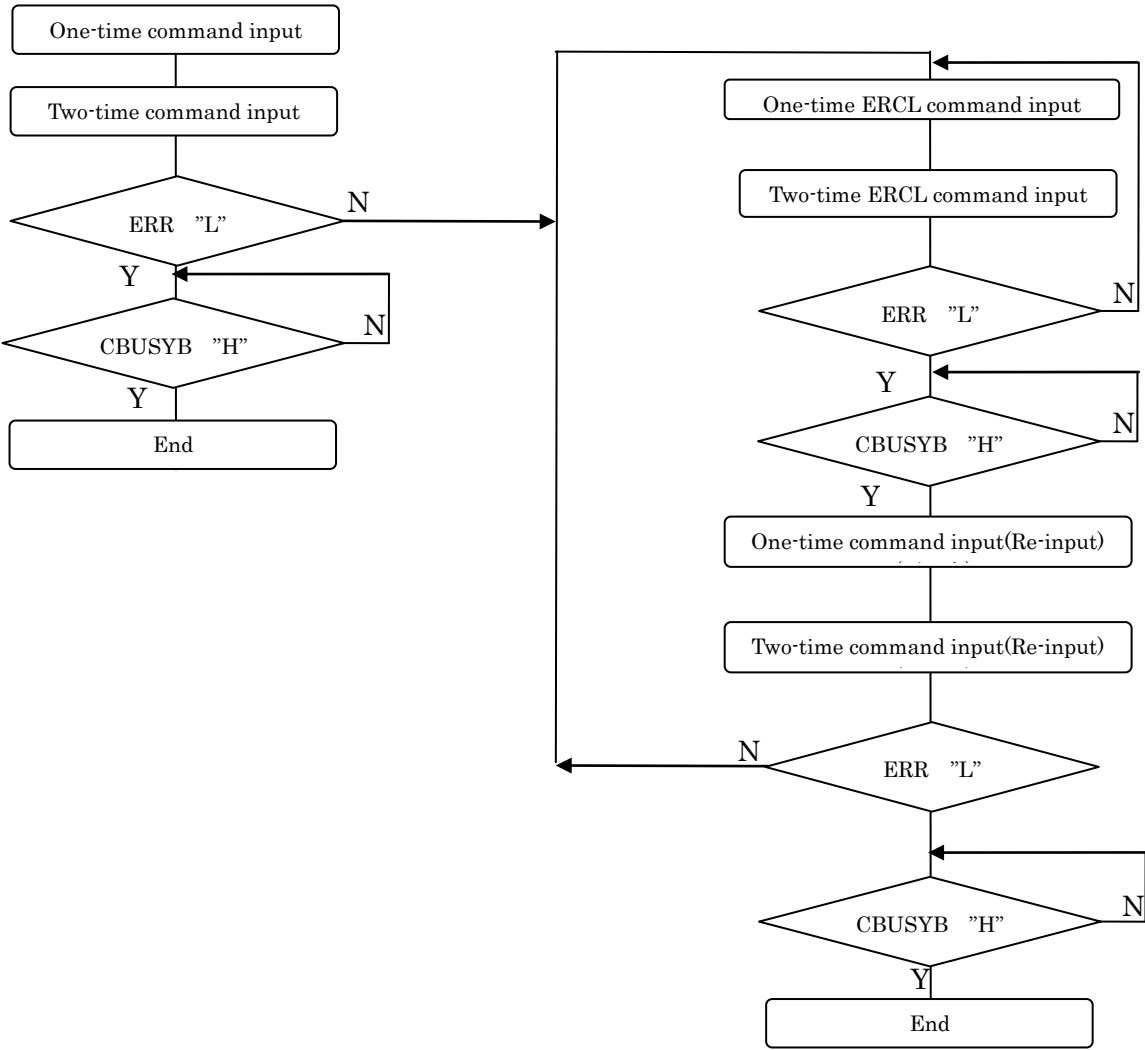 One-time command input
Two-time command input
ERR ”L”
N
Y
CBUSYB ”H”
N
Y
End
One-time ERCL command input
Two-time ERCL command input
ERR ”L”
N
Y
CBUSYB ”H”
N
Y
One-time command input(Re-input)
Two-time command input(Re-input)
N
ERR ”L”
CBUSYB ”H”
N
Y
End